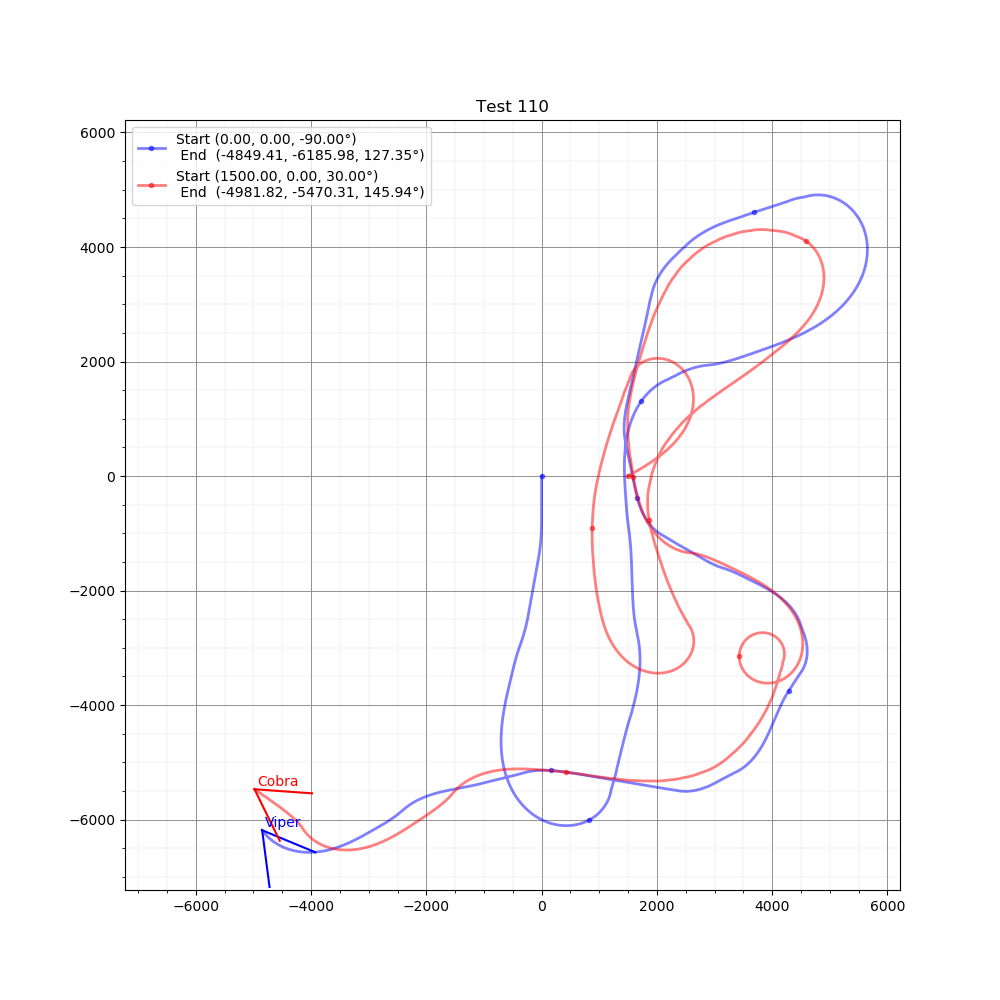 Test 110
Start (0.00, 0.00, -90.00°)
End (-4849.41, -6185.98, 127.35°)
Start (1500.00, 0.00, 30.00°)
End (-4981.82, -5470.31, 145.94°)
6000
4000
2000
0
−2000
−4000
−6000
Cobra
Viper
−6000 −4000 −2000 0 2000 4000 6000